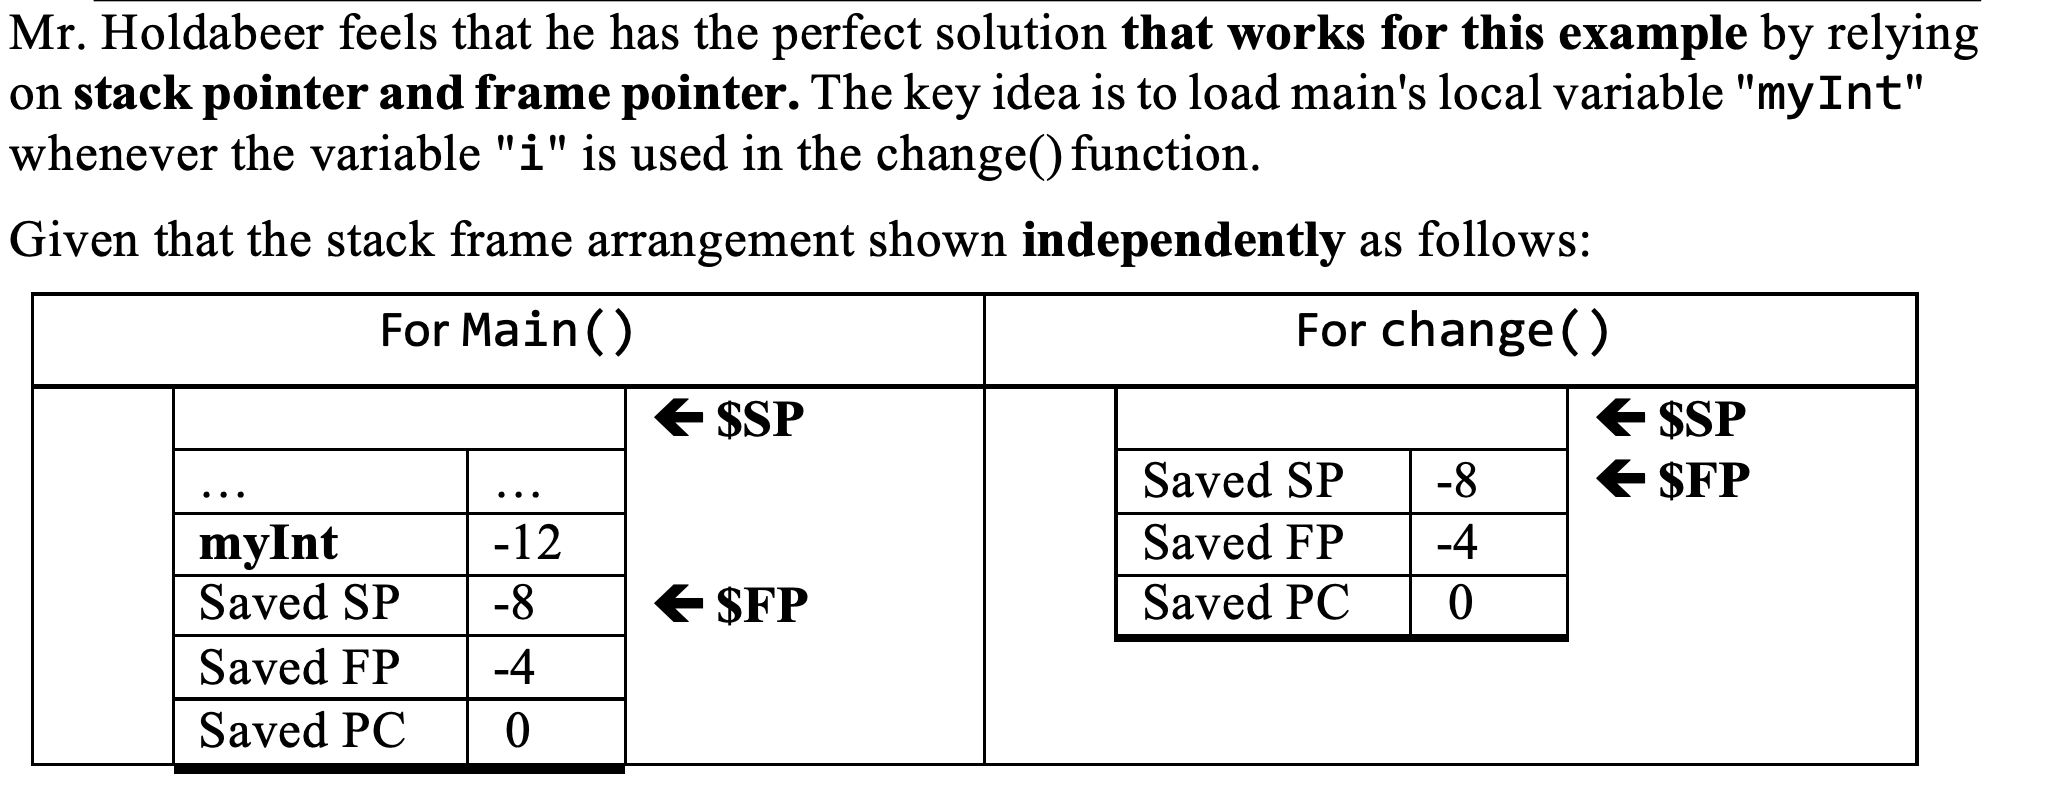 Mr. Holdabeer feels that he has the perfect solution that works for this example by relying
on stack pointer and frame pointer. The key idea is to load main's local variable "myInt"
whenever the variable "i" is used in the change() function.
Given that the stack frame arrangement shown independently as follows:
For Main()
🡨 $SP
... ...
myInt -12
Saved SP -8 🡨 $FP
Saved FP -4
Saved PC 0
For change()
🡨 $SP
Saved SP -8 🡨 $FP
Saved FP -4
Saved PC 0